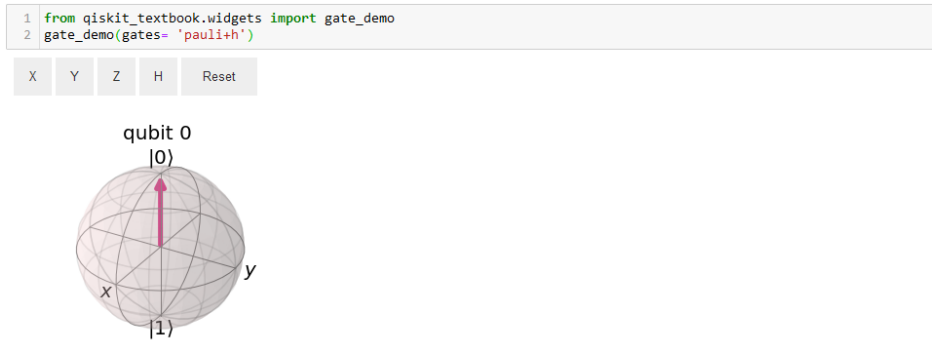 1 from qiskit_textbook.widgets import gate_demo
2 gate_demo(gates= 'pauli+h')
X Y Z H Reset
qubit 0
|0⟩
y
x
|1⟩